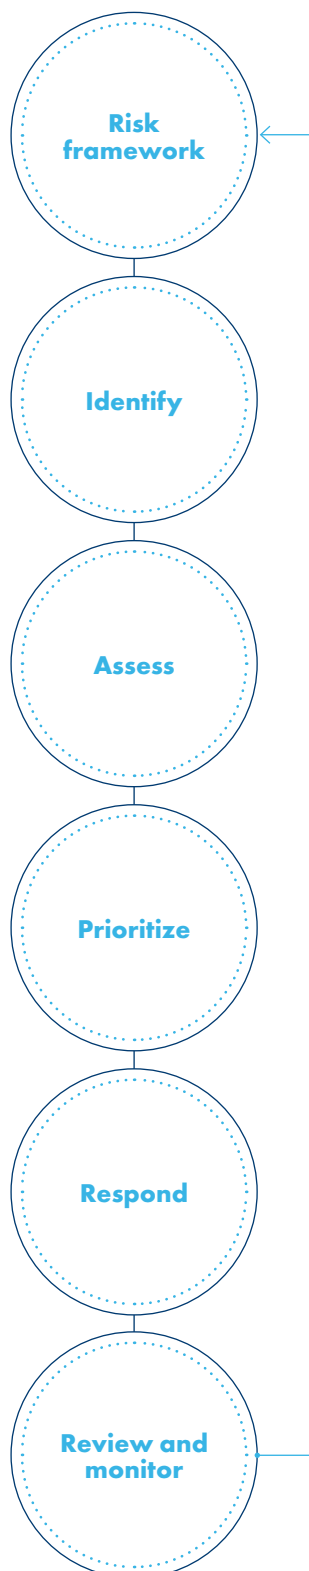 Risk
framework
Identify
Assess
Prioritize
Respond
Review and
monitor